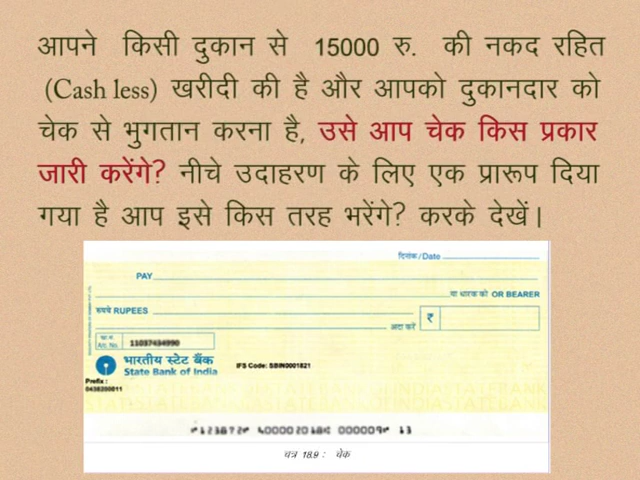 आपने किसी दुकान से 15000 रु. की नकद रहित
(Cash less) खरीदी की है और आपको दुकानदार को
चेक से भुगतान करना है, उसे आप चेक किस प्रकार
जारी करेंगे? नीचे उदाहरण के लिए एक प्रारूप दिया
गया है आप इसे किस तरह भरेंगे? करके देखें।
दिनांक/Date
PAY
या धारक को OR BEARER
रुपये RUPEES
अदा करें ₹
खा.सं.
A/c. No. 11037434990
भारतीय स्टेट बैंक
State Bank of India
IFS Code: SBIN0001821
Prefix :
0438200011
चित्र 18.9 : चेक